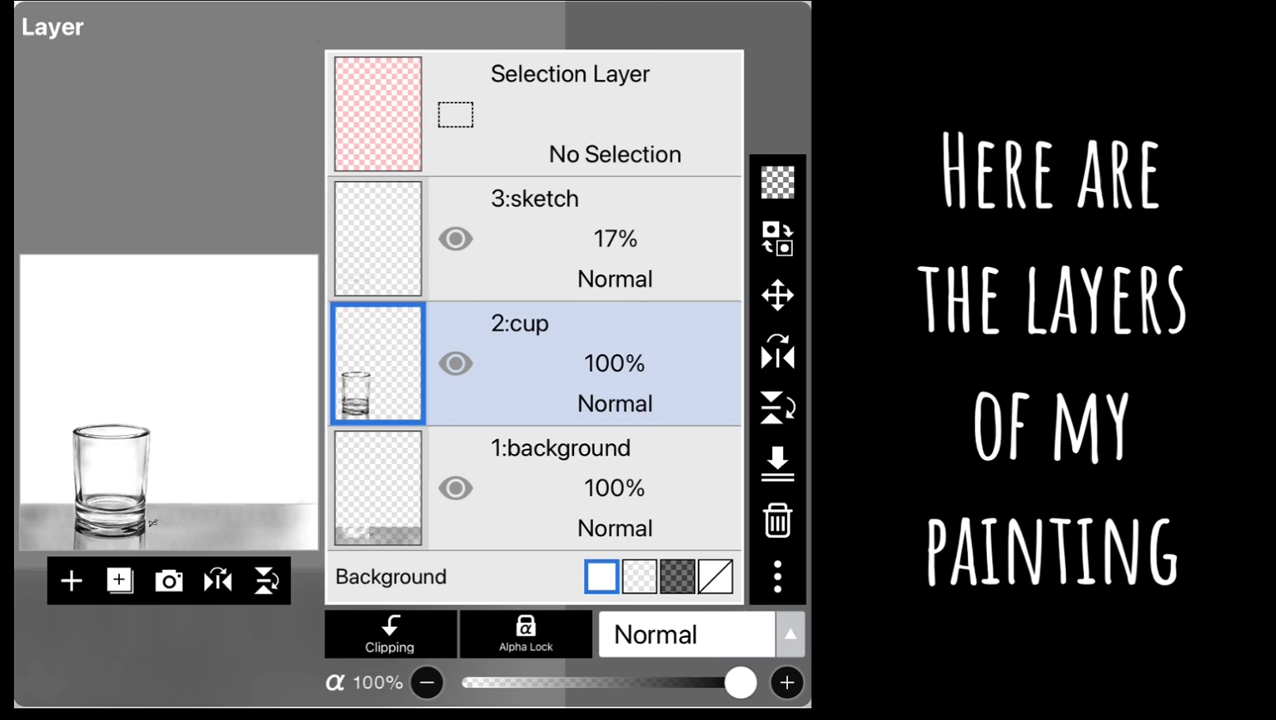 Layer
Selection Layer
No Selection
3:sketch
17%
Normal
2:cup
100%
Normal
1:background
100%
Normal
Background
Clipping
α
Alpha Lock
Normal
α 100%
HERE ARE
THE LAYERS
OF MY
PAINTING